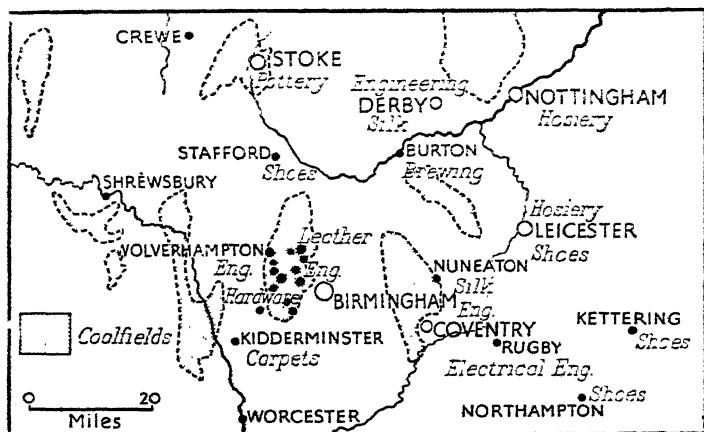 CREWE
STOKE
Pottery
Engineering
DERBY
Silk
NOTTINGHAM
Hosiery
STAFFORD
Shoes
BURTON
Brewing
SHREWSBURY
Hosiery
LEICESTER
Shoes
VOLVERHAMPTON
Eng.
Leather
Eng.
Hardware
BIRMINGHAM
NUNEATON
Silk
Eng.
COVENTRY
KETTERING
Shoes
Coalfields
KIDDERMINSTER
Carpets
RUGBY
Electrical Eng.
0 20
Miles
WORCESTER
Shoes
NORTHAMPTON